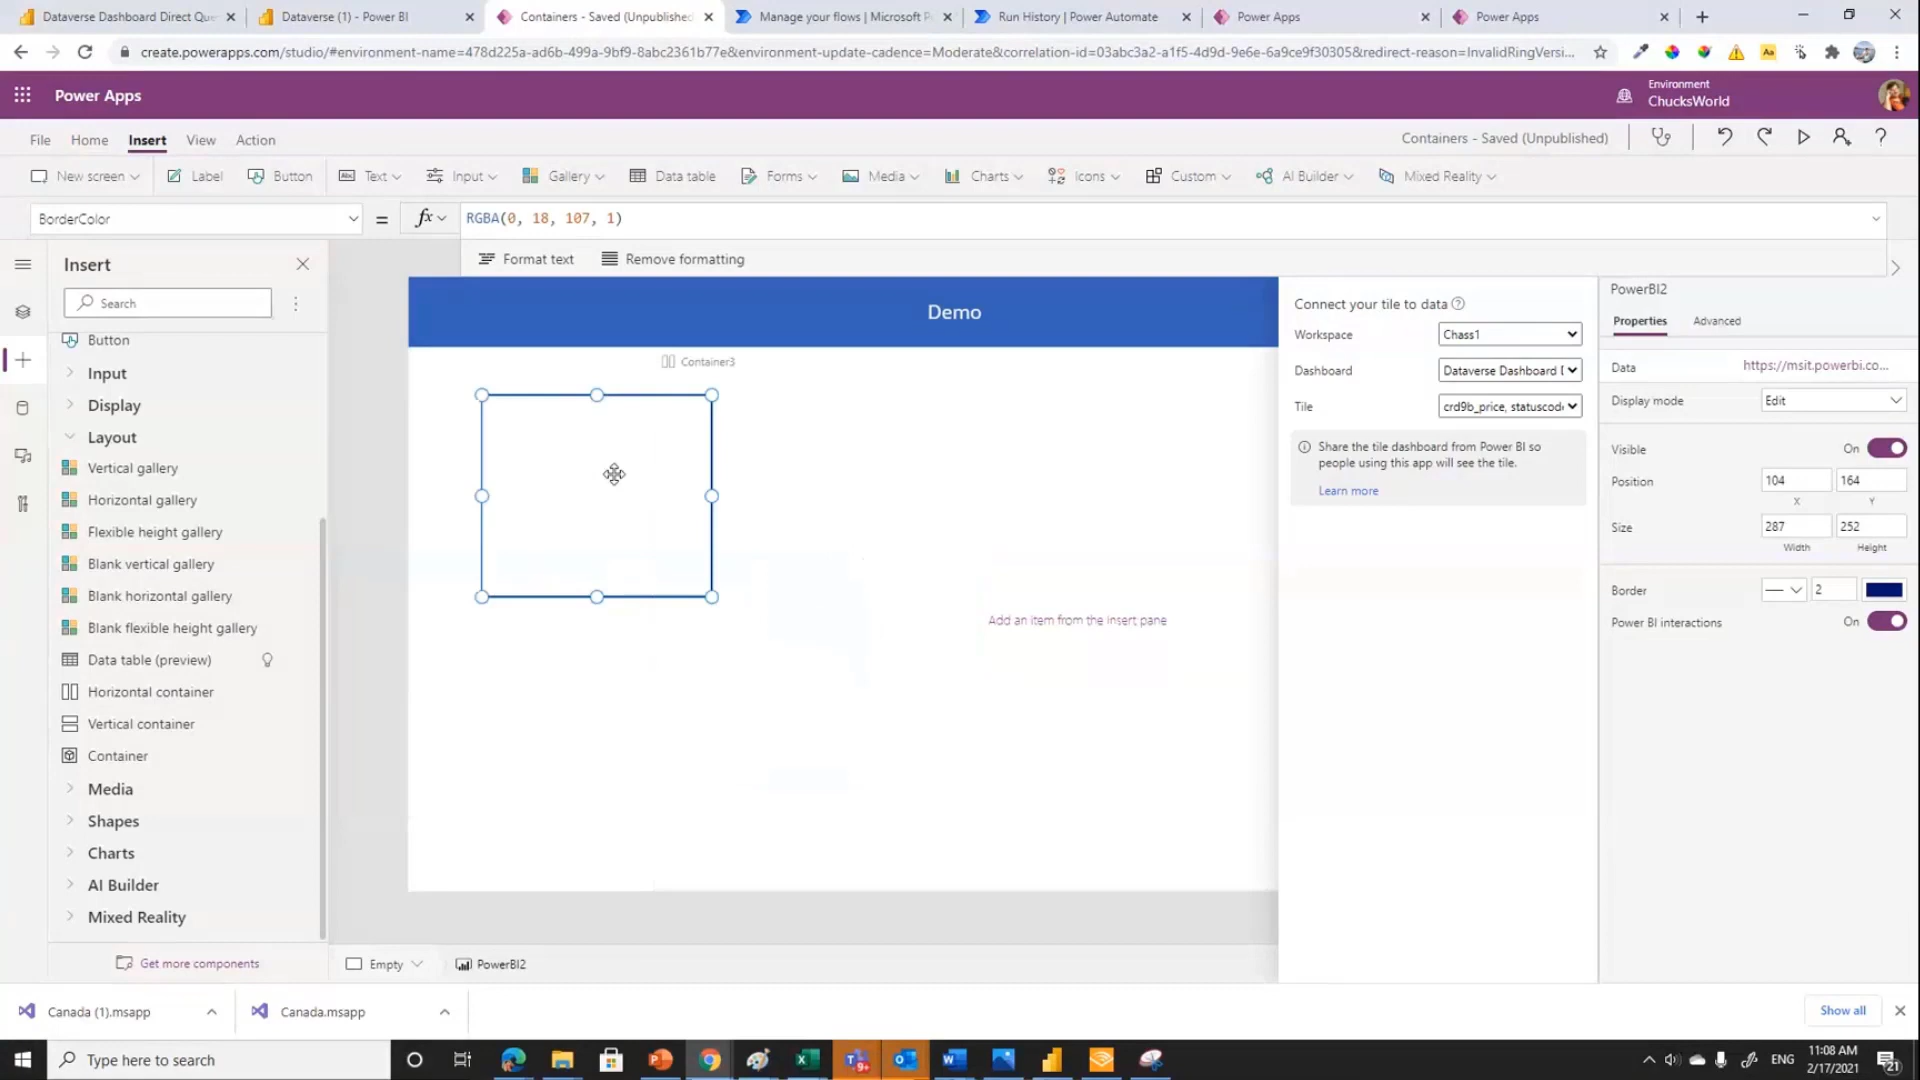 Dataverse Dashboard Direct Que
Dataverse (1) - Power BI
Containers - Saved (Unpublished
Manage your flows | Microsoft P
Run History | Power Automate
Power Apps
Power Apps
create.powerapps.com/studio/#environment-name=478d225a-ad6b-499a-9bf9-8abc2361b77e&environment-update-cadence=Moderate&correlation-id=03abc3a2-a1f5-4d9d-9e6e-6a9ce9f30305&redirect-reason=InvalidRingVersi...
Power Apps
Environment
ChucksWorld
File
Home
Insert
View
Action
Containers - Saved (Unpublished)
New screen
Label
Button
Text
Input
Gallery
Data table
Forms
Media
Charts
Icons
Custom
AI Builder
Mixed Reality
BorderColor
=
fx
RGBA(0, 18, 107, 1)
Format text
Remove formatting
Insert
Search
Button
Input
Display
Layout
Vertical gallery
Horizontal gallery
Flexible height gallery
Blank vertical gallery
Blank horizontal gallery
Blank flexible height gallery
Data table (preview)
Horizontal container
Vertical container
Container
Media
Shapes
Charts
AI Builder
Mixed Reality
Get more components
Demo
Container3
Add an item from the insert pane
Empty
PowerBI2
Connect your tile to data
Workspace
Chass1
Dashboard
Dataverse Dashboard D
Tile
crd9b_price, statuscode
Share the tile dashboard from Power BI so
people using this app will see the tile.
Learn more
PowerBI2
Properties
Advanced
Data
https://msit.powerbi.co...
Display mode
Edit
Visible
On
Position
104
164
X
Y
Size
287
252
Width
Height
Border
2
Power BI interactions
On
Canada (1).msapp
Canada.msapp
Show all
Type here to search
9+
ENG
11:08 AM
2/17/2021
21